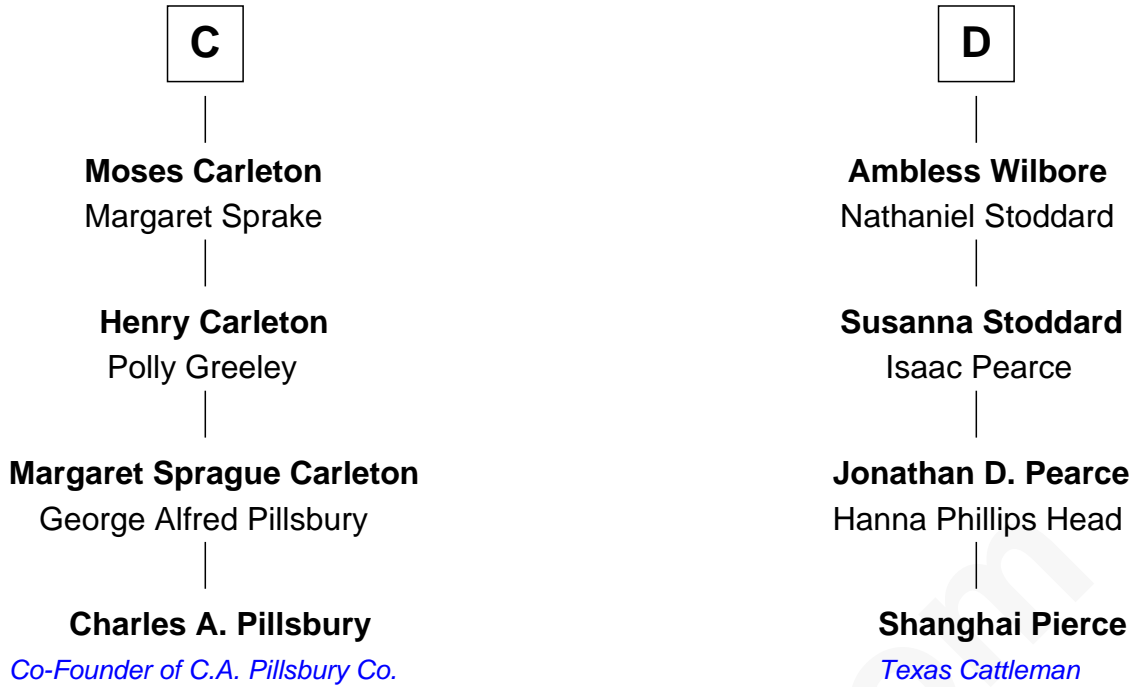 C
Moses Carleton
Margaret Sprake
Henry Carleton
Polly Greeley
Margaret Sprague Carleton
George Alfred Pillsbury
Charles A. Pillsbury
Co-Founder of C.A. Pillsbury Co.
D
Ambless Wilbore
Nathaniel Stoddard
Susanna Stoddard
Isaac Pearce
Jonathan D. Pearce
Hanna Phillips Head
Shanghai Pierce
Texas Cattleman